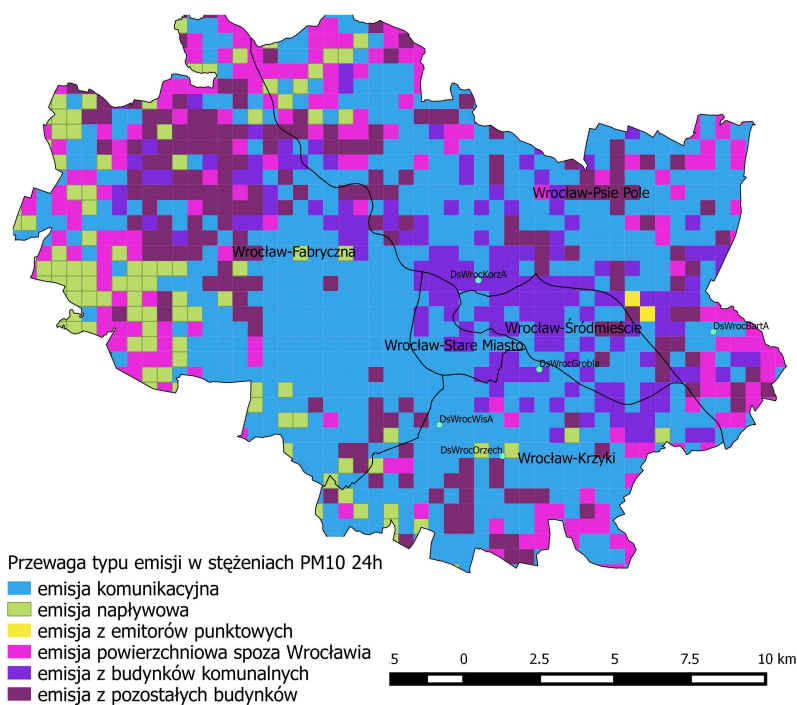 Wrocław-Psie Pole
Wrocław-Fabryczna
DsWrocKorzA
Wrocław-Śródmieście
DsWrocBartA
Wrocław-Stare Miasto
DsWrocGrobla
DsWrocWisA
DsWrocOrzech
Wrocław-Krzyki
Przewaga typu emisji w stężeniach PM10 24h
emisja komunikacyjna
emisja napływowa
emisja z emitorów punktowych
emisja powierzchniowa spoza Wrocławia
emisja z budynków komunalnych
emisja z pozostałych budynków
.5 0 2.5 5 7.5 10 km